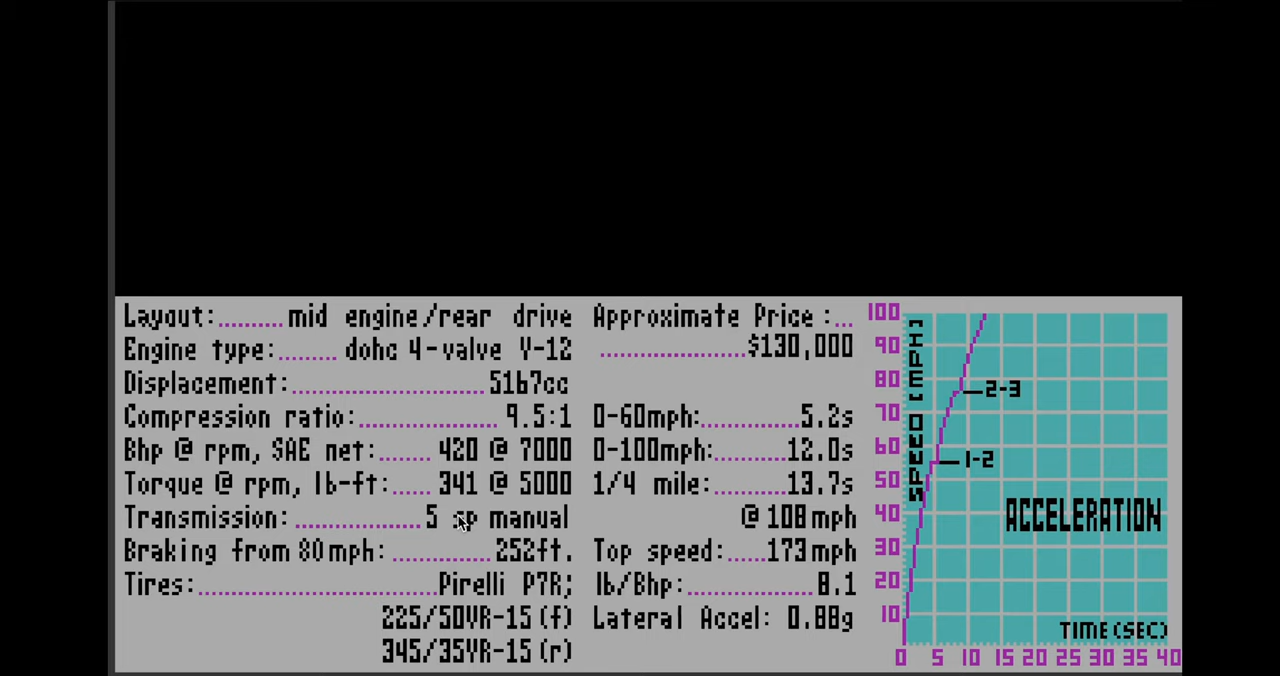 Layout:..........mid engine/rear drive
Engine type:.........dohc 4-valve V-12
Displacement:..............................5167cc
Compression ratio:......................9.5:1
Bhp @ rpm, SAE net:........420 @ 7000
Torque @ rpm, lb-ft:......341 @ 5000
Transmission:....................5 sp manual
Braking from 80mph:................252ft.
Tires:......................................Pirelli P7R;
225/50VR-15(f)
345/35VR-15(r)
Approximate Price:...
.......................$130,000
0-60mph:................5.2s
0-100mph:............12.0s
1/4 mile:............13.7s
@108mph
Top speed:......173mph
lb/Bhp:....................8.1
Lateral Accel: 0.88g
100
90
80
70
60
50
40
30
20
10
SPEED [MPH]
2-3
1-2
ACCELERATION
TIME(SEC)
0 5 10 15 20 25 30 35 40